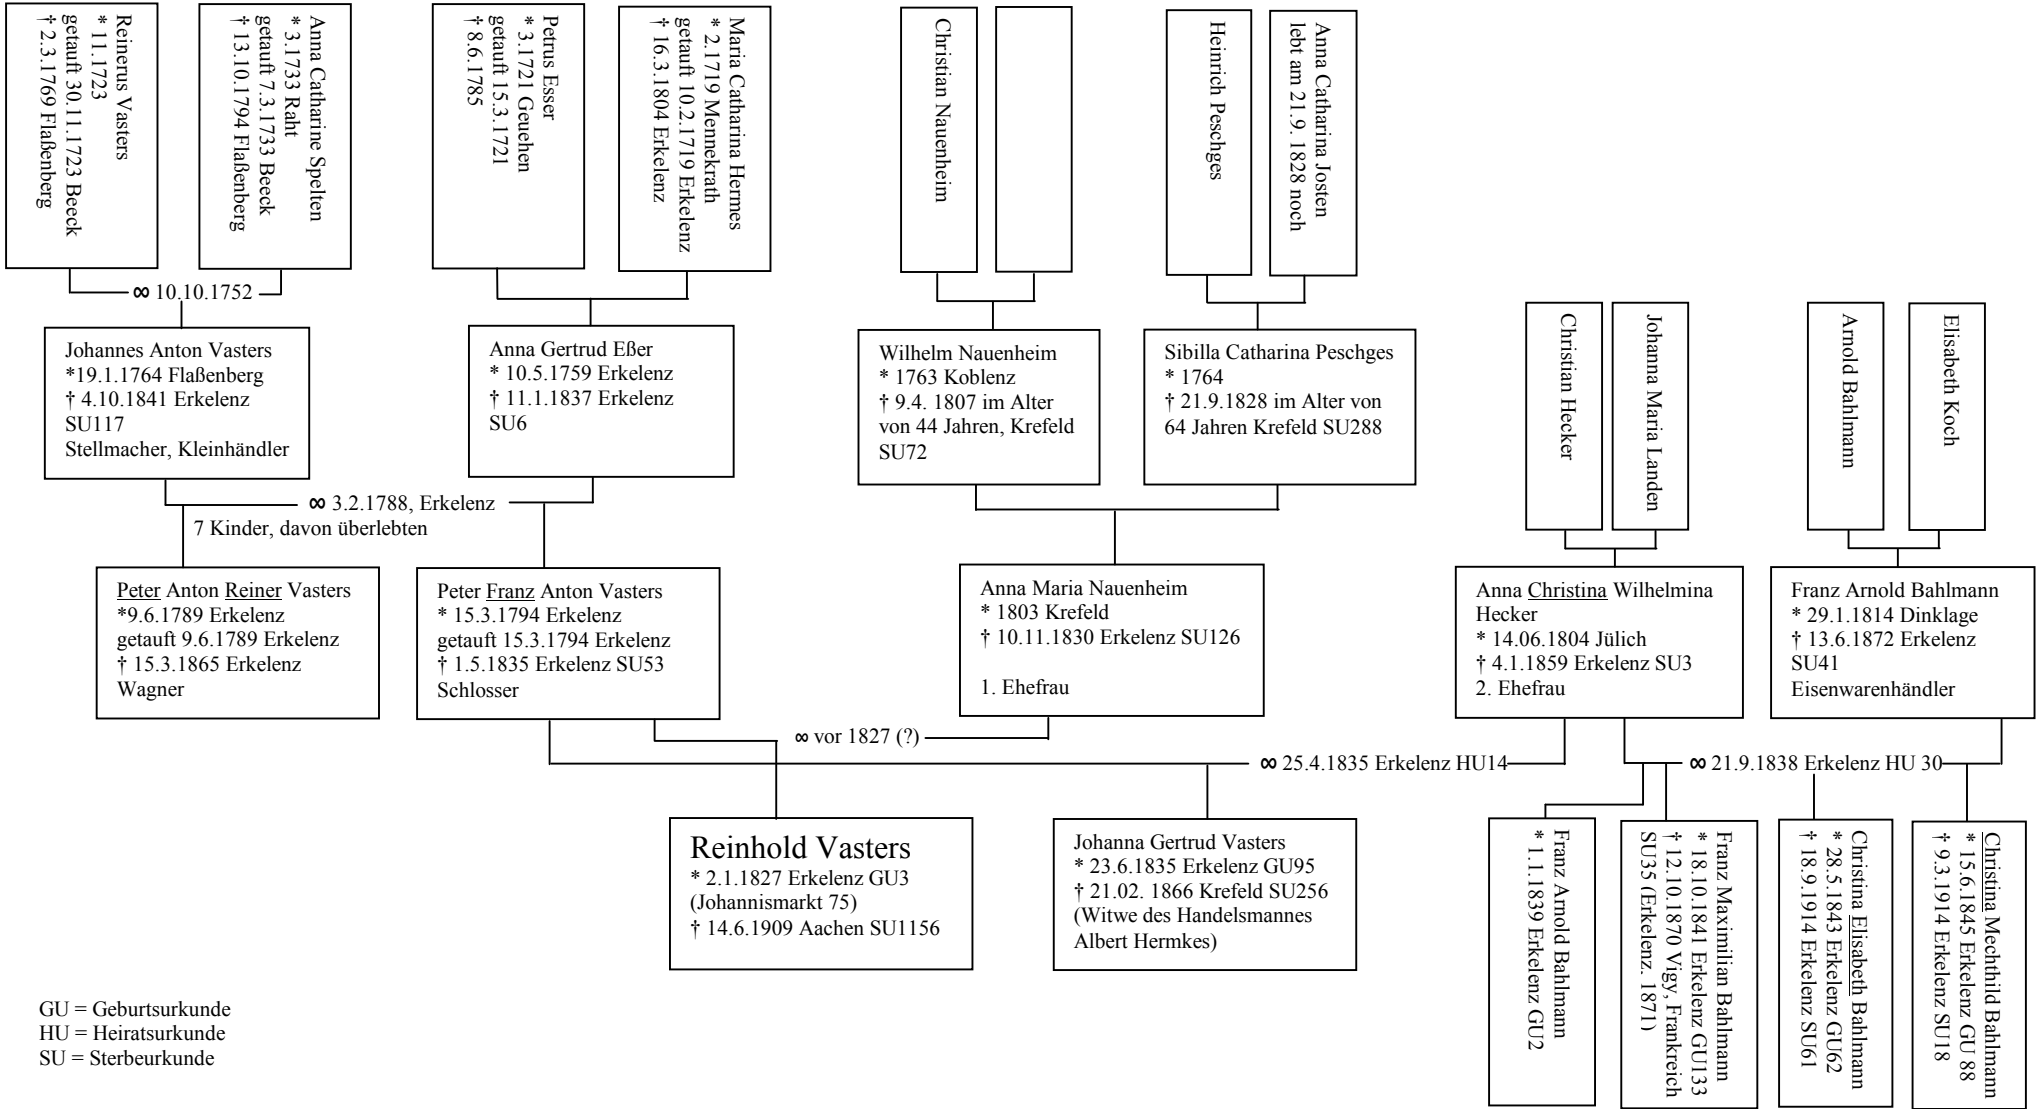 Reinerus Vasters
* 11.1723
getauft 30.11.1723 Beeck
† 2.3.1769 Flaßenberg
Anna Catharine Spelten
* 3.1733 Raht
getauft 7.3.1733 Beeck
† 13.10.1794 Flaßenberg
Petrus Esser
* 3.1721 Geuehen
getauft 15.3.1721
† 8.6.1785
Maria Catharina Hermes
* 2.1719 Mennekrath
getauft 10.2.1719 Erkelenz
† 16.3.1804 Erkelenz
Christian Nauenheim
Heinrich Peschges
Anna Catharina Josten
lebt am 21.9. 1828 noch
∞ 10.10.1752
Johannes Anton Vasters
*19.1.1764 Flaßenberg
† 4.10.1841 Erkelenz
SU117
Stellmacher, Kleinhändler
Anna Gertrud Eßer
* 10.5.1759 Erkelenz
† 11.1.1837 Erkelenz
SU6
Wilhelm Nauenheim
* 1763 Koblenz
† 9.4. 1807 im Alter
von 44 Jahren, Krefeld
SU72
Sibilla Catharina Peschges
* 1764
† 21.9.1828 im Alter von
64 Jahren Krefeld SU288
Christian Hecker
Johanna Maria Landen
Arnold Bahlmann
Elisabeth Koch
∞ 3.2.1788, Erkelenz
7 Kinder, davon überlebten
Peter Anton Reiner Vasters
*9.6.1789 Erkelenz
getauft 9.6.1789 Erkelenz
† 15.3.1865 Erkelenz
Wagner
Peter Franz Anton Vasters
* 15.3.1794 Erkelenz
getauft 15.3.1794 Erkelenz
† 1.5.1835 Erkelenz SU53
Schlosser
Anna Maria Nauenheim
* 1803 Krefeld
† 10.11.1830 Erkelenz SU126
1. Ehefrau
Anna Christina Wilhelmina
Hecker
* 14.06.1804 Jülich
† 4.1.1859 Erkelenz SU3
2. Ehefrau
Franz Arnold Bahlmann
* 29.1.1814 Dinklage
† 13.6.1872 Erkelenz
SU41
Eisenwarenhändler
∞ vor 1827 (?)
∞ 25.4.1835 Erkelenz HU14
∞ 21.9.1838 Erkelenz HU 30
Reinhold Vasters
* 2.1.1827 Erkelenz GU3
(Johannismarkt 75)
† 14.6.1909 Aachen SU1156
Johanna Gertrud Vasters
* 23.6.1835 Erkelenz GU95
† 21.02. 1866 Krefeld SU256
(Witwe des Handelsmannes
Albert Hermkes)
Franz Arnold Bahlmann
* 1.11.1839 Erkelenz GU2
Franz Maximilian Bahlmann
* 18.10.1841 Erkelenz GU133
† 12.10.1870 Vigy, Frankreich
SU35 (Erkelenz. 1871)
Christina Elisabeth Bahlmann
* 28.5.1843 Erkelenz GU62
† 18.9.1914 Erkelenz SU61
Christina Mechthild Bahlmann
* 15.6.1845 Erkelenz GU 88
† 9.3.1914 Erkelenz SU18
GU = Geburtsurkunde
HU = Heiratsurkunde
SU = Sterbeurkunde